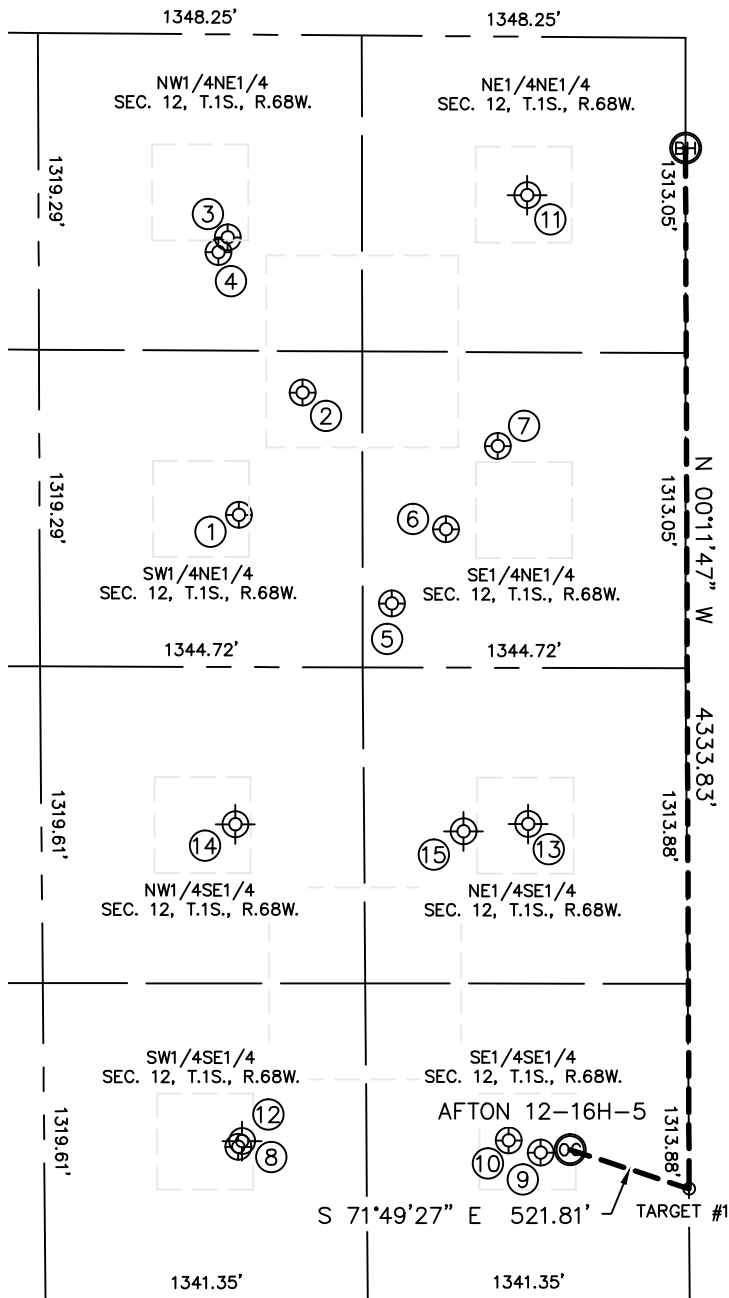 1348.25'
1348.25'
NW1/4NE1/4
SEC. 12, T.1S., R.68W.
NE1/4NE1/4
SEC. 12, T.1S., R.68W.
BH
1319.29'
1313.05'
3
11
4
2
7
N 00°11'47" W
1319.29'
1313.05'
1
6
SW1/4NE1/4
SEC. 12, T.1S., R.68W.
SE1/4NE1/4
SEC. 12, T.1S., R.68W.
5
1344.72'
1344.72'
4333.83'
1319.61'
1313.88'
14
15
13
NW1/4SE1/4
SEC. 12, T.1S., R.68W.
NE1/4SE1/4
SEC. 12, T.1S., R.68W.
SW1/4SE1/4
SEC. 12, T.1S., R.68W.
SE1/4SE1/4
SEC. 12, T.1S., R.68W.
AFTON 12-16H-5
1319.61'
1313.88'
12
8
10
9
S 71°49'27" E 521.81'
TARGET #1
1341.35'
1341.35'